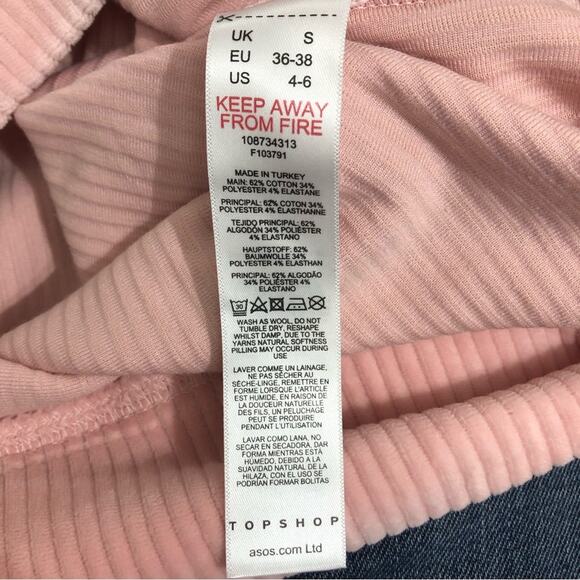 UK S
EU 36-38
US 4-6
KEEP AWAY
FROM FIRE
108734313
F103791
MADE IN TURKEY
MAIN: 62% COTTON 34%
POLYESTER 4% ELASTANE
PRINCIPAL: 62% COTON 34%
POLYESTER 4% ÉLASTHANNE
TEJIDO PRINCIPAL: 62%
ALGODÓN 34% POLIÉSTER
4% ELASTANO
HAUPTSTOFF: 62%
BAUMWOLLE 34%
POLYESTER 4% ELASTHAN
PRINCIPAL: 62% ALGODÃO
34% POLIÉSTER 4%
ELASTANO
30
WASH AS WOOL, DO NOT
TUMBLE DRY, RESHAPE
WHILST DAMP, DUE TO THE
YARNS NATURAL SOFTNESS
PILLING MAY OCCUR DURING
USE
LAVER COMME UN LAINAGE,
NE PAS SÉCHER AU
SÈCHE-LINGE, REMETTRE EN
FORME LORSQUE L'ARTICLE
EST HUMIDE, EN RAISON DE
LA DOUCEUR NATURELLE
DES FILS, UN PELUCHAGE
PEUT SE PRODUIRE
PENDANT L'UTILISATION
LAVAR COMO LANA, NO
SECAR EN SECADORA, DAR
FORMA MIENTRAS ESTÁ
HÚMEDO, DEBIDO A LA
SUAVIDAD NATURAL DE LA
HILAZA, CON EL USO SE
PODRÍAN FORMAR BOLITAS
TOPSHOP
asos.com Ltd